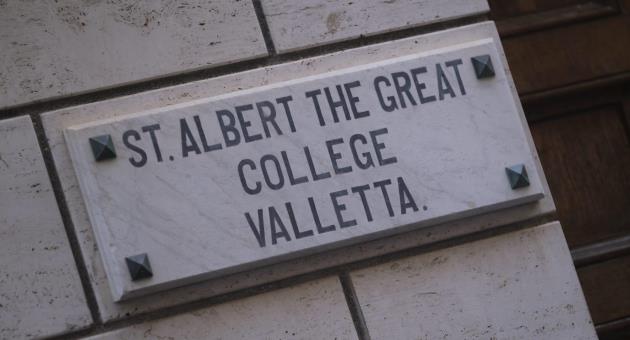 ST. ALBERT THE GREAT
COLLEGE
VALLETTA.